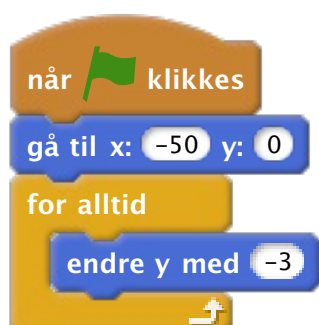 når klikkes
gå til x: -50 y: 0
for alltid
endre y med -3